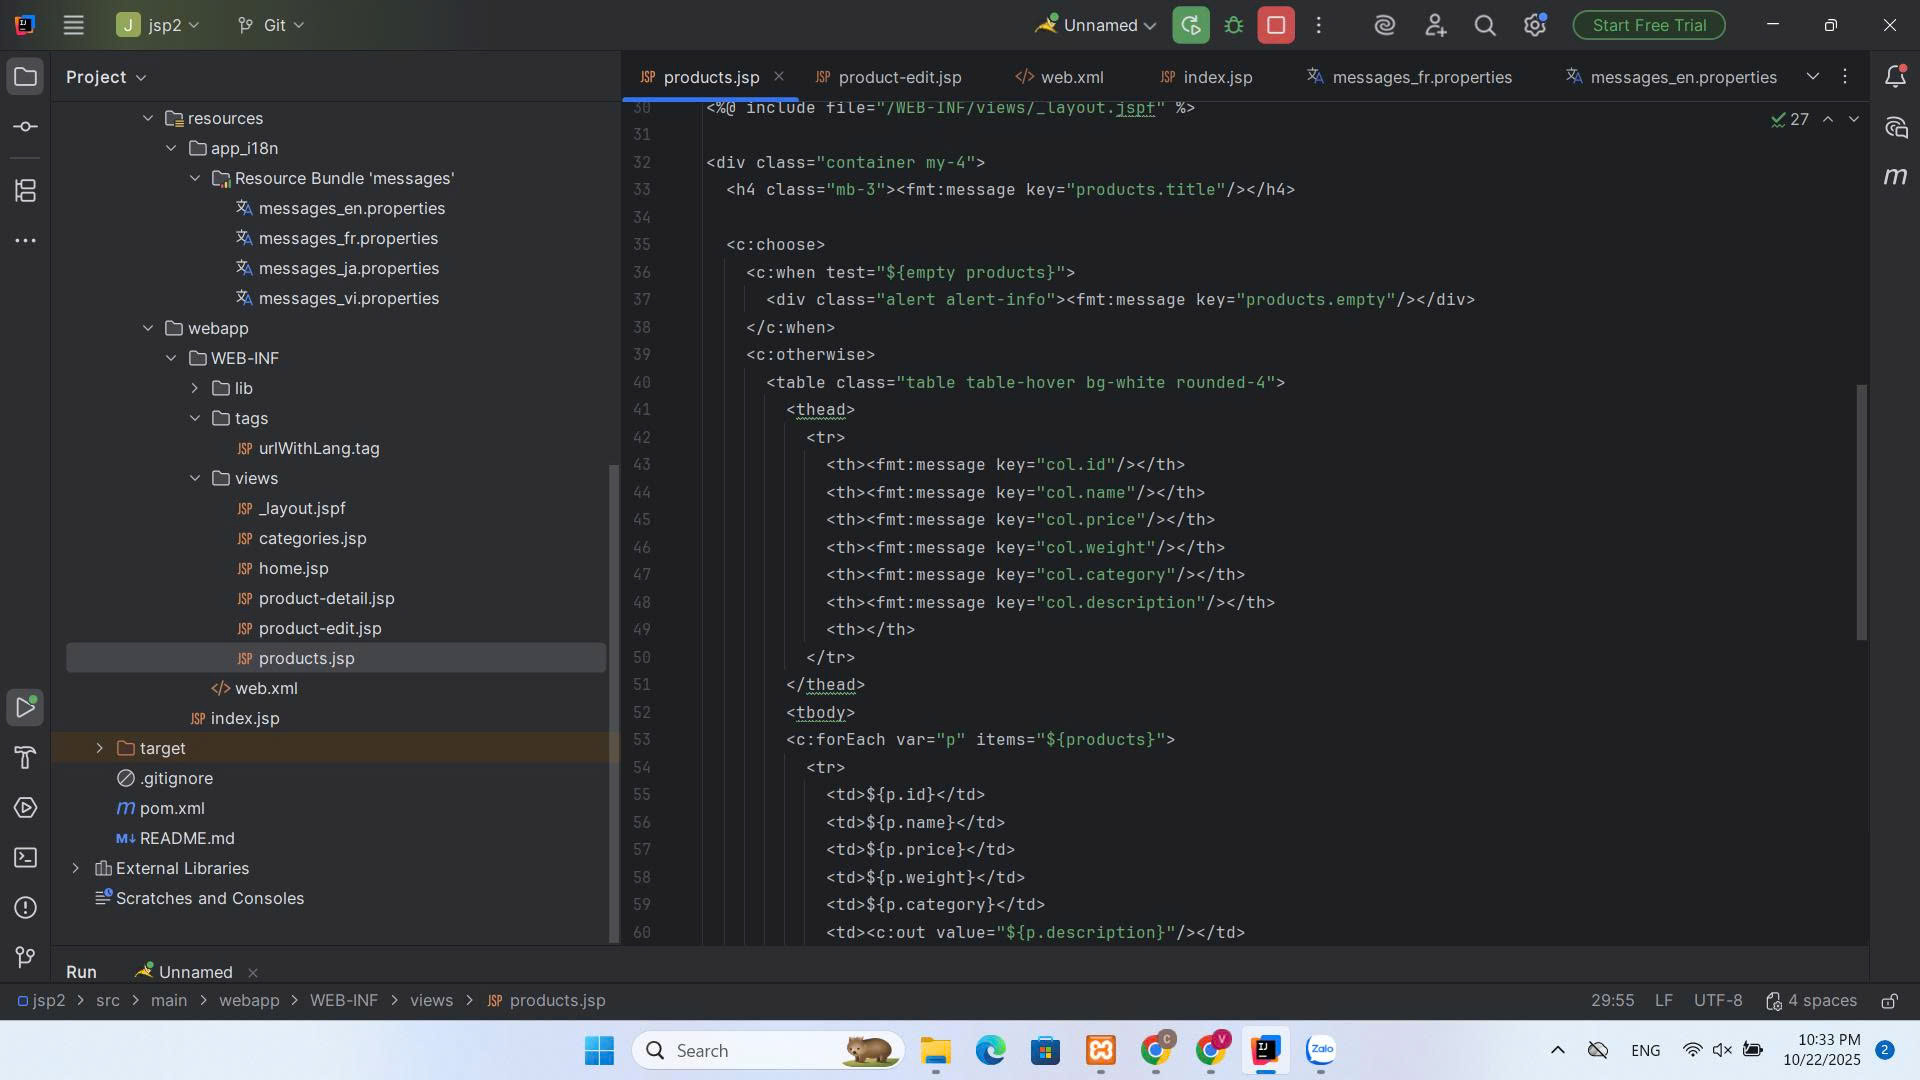 J jsp2
Git
Unnamed
Start Free Trial
Project
products.jsp
product-edit.jsp
web.xml
index.jsp
messages_fr.properties
messages_en.properties
resources
app_i18n
Resource Bundle 'messages'
messages_en.properties
messages_fr.properties
messages_ja.properties
messages_vi.properties
webapp
WEB-INF
lib
tags
JSP urlWithLang.tag
views
JSP _layout.jspf
JSP categories.jsp
JSP home.jsp
JSP product-detail.jsp
JSP product-edit.jsp
JSP products.jsp
</> web.xml
JSP index.jsp
target
.gitignore
m pom.xml
M↓ README.md
External Libraries
Scratches and Consoles
27
30 <%@ include file="/WEB-INF/views/_layout.jspf" %>
31
32 <div class="container my-4">
33 <h4 class="mb-3"><fmt:message key="products.title"/></h4>
34
35 <c:choose>
36 <c:when test="${empty products}">
37 <div class="alert alert-info"><fmt:message key="products.empty"/></div>
38 </c:when>
39 <c:otherwise>
40 <table class="table table-hover bg-white rounded-4">
41 <thead>
42 <tr>
43 <th><fmt:message key="col.id"/></th>
44 <th><fmt:message key="col.name"/></th>
45 <th><fmt:message key="col.price"/></th>
46 <th><fmt:message key="col.weight"/></th>
47 <th><fmt:message key="col.category"/></th>
48 <th><fmt:message key="col.description"/></th>
49 <th></th>
50 </tr>
51 </thead>
52 <tbody>
53 <c:forEach var="p" items="${products}">
54 <tr>
55 <td>${p.id}</td>
56 <td>${p.name}</td>
57 <td>${p.price}</td>
58 <td>${p.weight}</td>
59 <td>${p.category}</td>
60 <td><c:out value="${p.description}"/></td>
Run
Unnamed
jsp2 > src > main > webapp > WEB-INF > views > JSP products.jsp
29:55 LF UTF-8 4 spaces
Search
Zalo
ENG
10:33 PM
10/22/2025
2